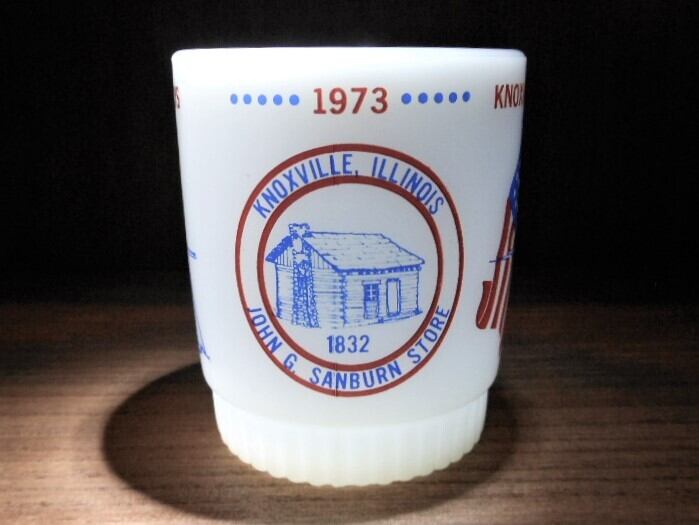 1973
KNOXVILLE, ILLINOIS
1832
JOHN G. SANBURN STORE